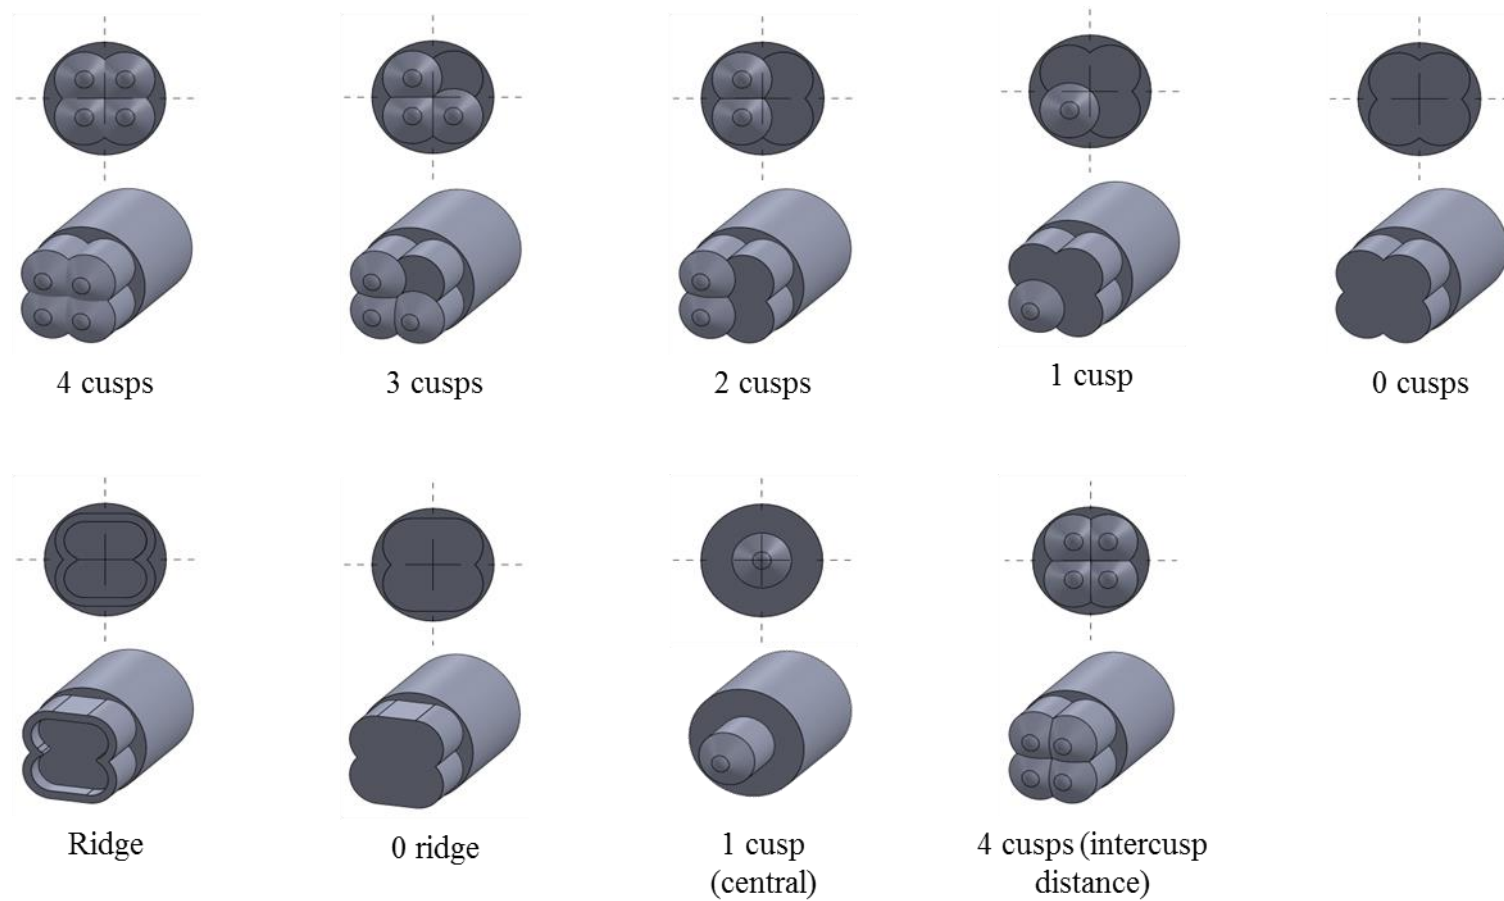 4 cusps
3 cusps
2 cusps
1 cusp
0 cusps
Ridge
0 ridge
1 cusp
(central)
4 cusps (intercusp
distance)